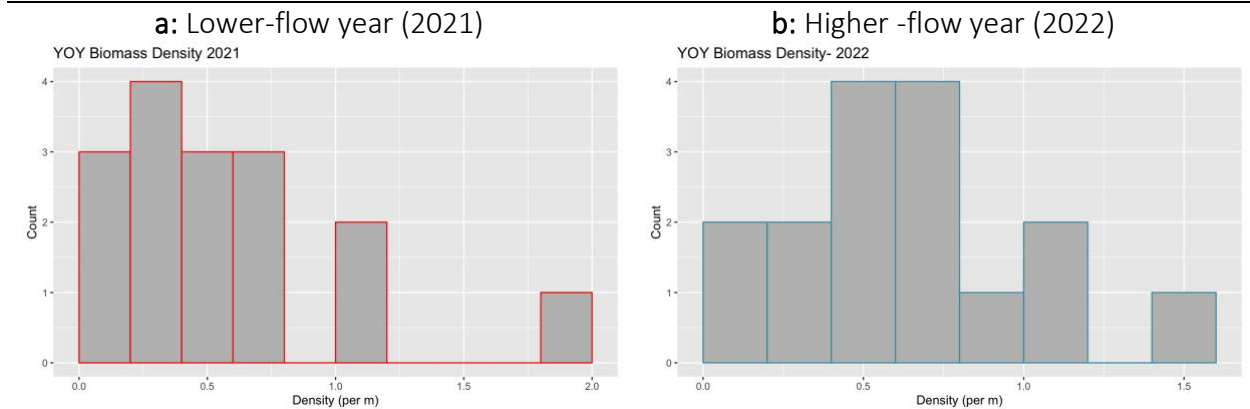 a: Lower-flow year (2021)
YOY Biomass Density 2021
4
3
2
1
0
Count
0.0 0.5 1.0 1.5 2.0
Density (per m)
b: Higher -flow year (2022)
YOY Biomass Density- 2022
4
3
2
1
0
Count
0.0 0.5 1.0 1.5
Density (per m)